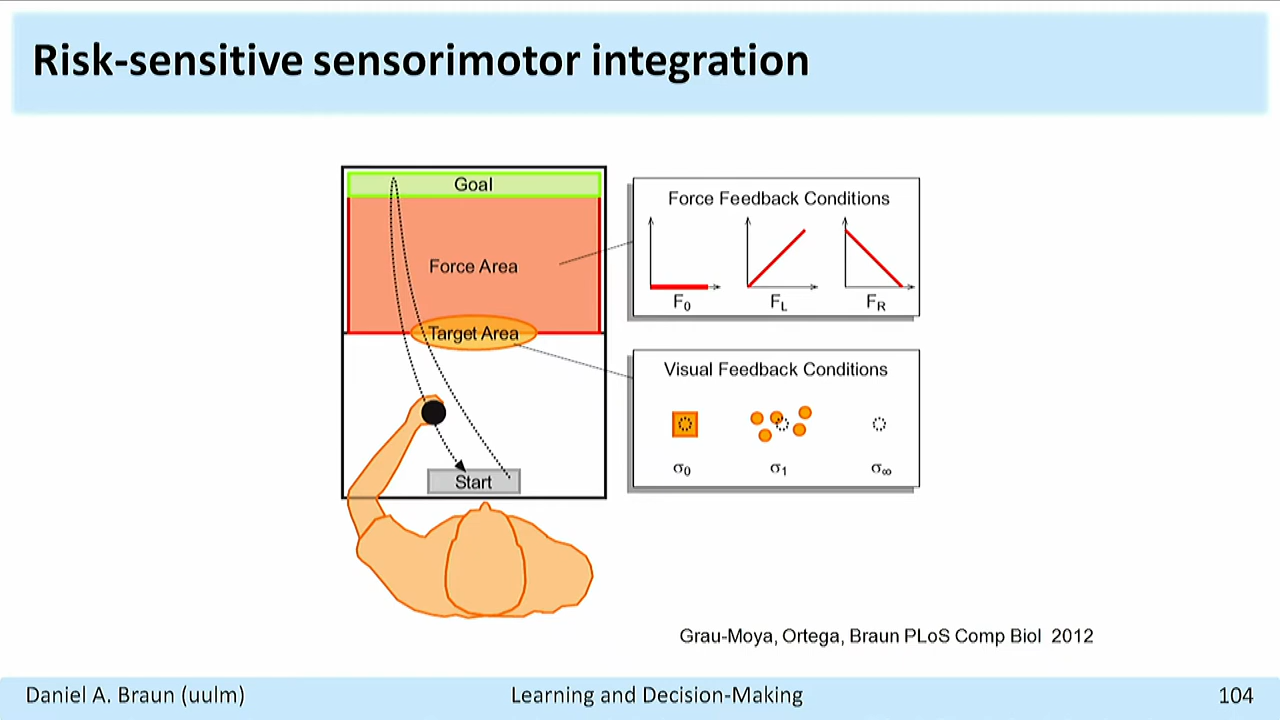 Risk-sensitive sensorimotor integration
Goal
Force Area
Target Area
Start
Force Feedback Conditions
F₀ F_L F_R
Visual Feedback Conditions
σ₀ σ₁ σ∞
Grau-Moya, Ortega, Braun PLoS Comp Biol 2012
Daniel A. Braun (uulm) Learning and Decision-Making 104